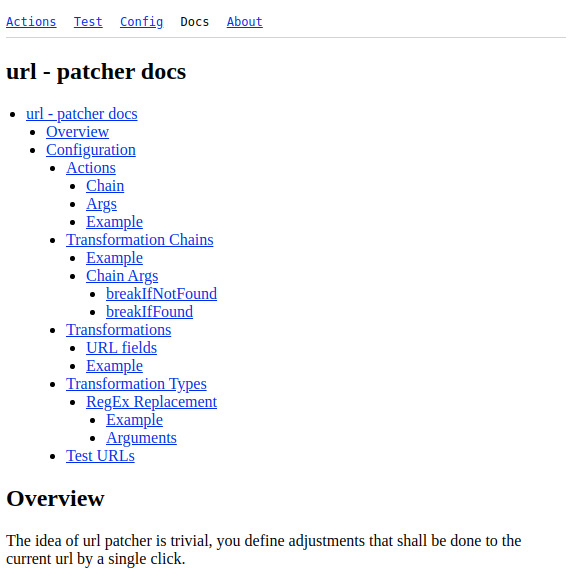 Actions Test Config Docs About
url - patcher docs
url - patcher docs
Overview
Configuration
Actions
Chain
Args
Example
Transformation Chains
Example
Chain Args
breakIfNotFound
breakIfFound
Transformations
URL fields
Example
Transformation Types
RegEx Replacement
Example
Arguments
Test URLs
Overview
The idea of url patcher is trivial, you define adjustments that shall be done to the
current url by a single click.